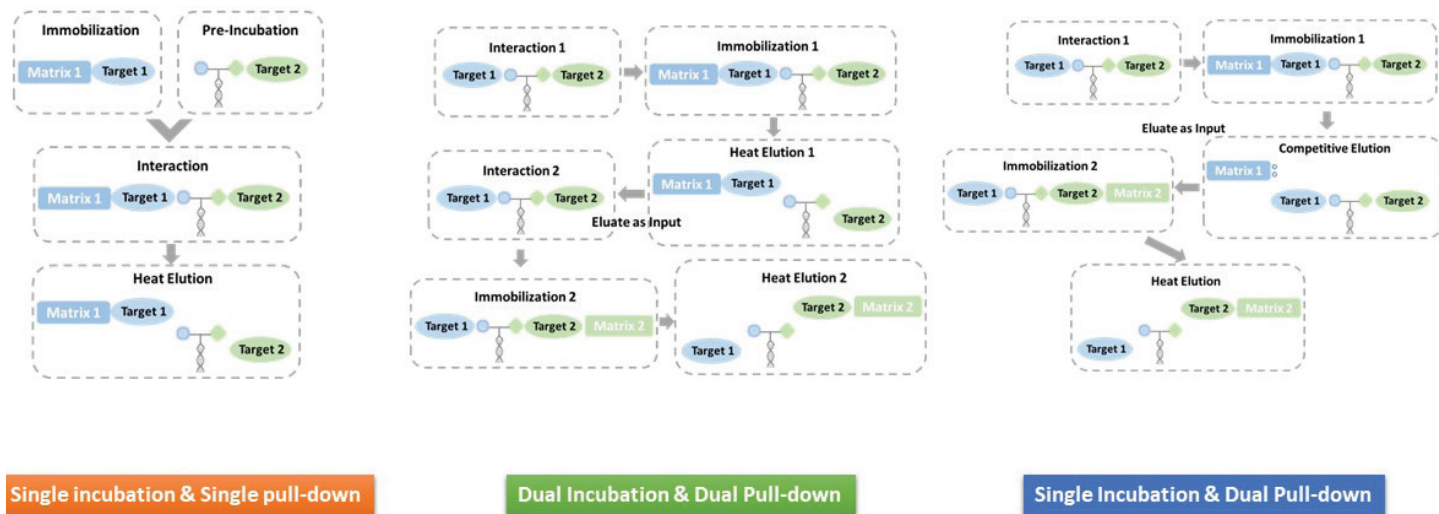 Immobilization
Matrix 1 Target 1
Pre-Incubation
Target 2
Interaction
Matrix 1 Target 1 Target 2
Heat Elution
Matrix 1 Target 1
Target 2
Single incubation & Single pull-down
Interaction 1
Target 1 Target 2
Immobilization 1
Matrix 1 Target 1 Target 2
Heat Elution 1
Matrix 1 Target 1
Target 2
Eluate as Input
Interaction 2
Target 1 Target 2
Immobilization 2
Target 1 Target 2 Matrix 2
Heat Elution 2
Target 2 Matrix 2
Target 1
Dual Incubation & Dual Pull-down
Interaction 1
Target 1 Target 2
Immobilization 1
Matrix 1 Target 1 Target 2
Eluate as Input
Competitive Elution
Matrix 1
Target 1 Target 2
Immobilization 2
Target 1 Target 2 Matrix 2
Heat Elution
Target 2 Matrix 2
Target 1
Single Incubation & Dual Pull-down